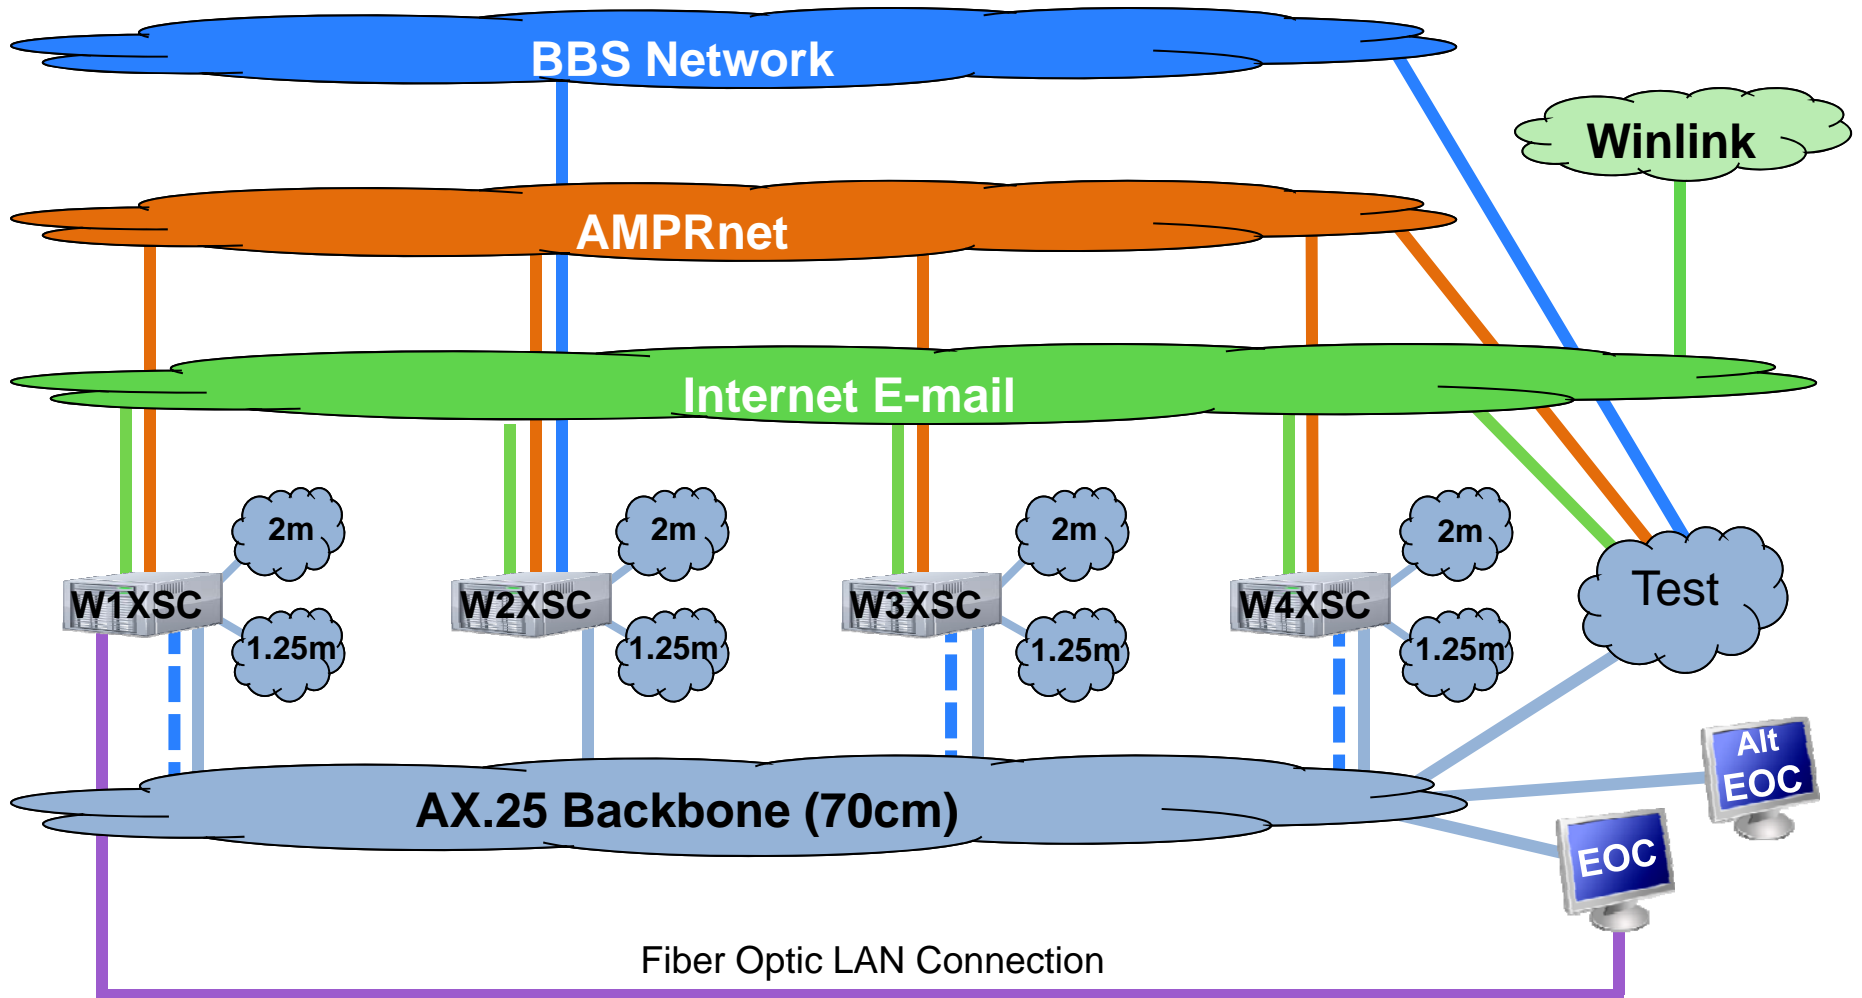 BBS Network
Winlink
AMPRnet
Internet E-mail
2m
2m
2m
2m
W1XSC
W2XSC
W3XSC
W4XSC
Test
1.25m
1.25m
1.25m
1.25m
Alt
EOC
AX.25 Backbone (70cm)
EOC
Fiber Optic LAN Connection